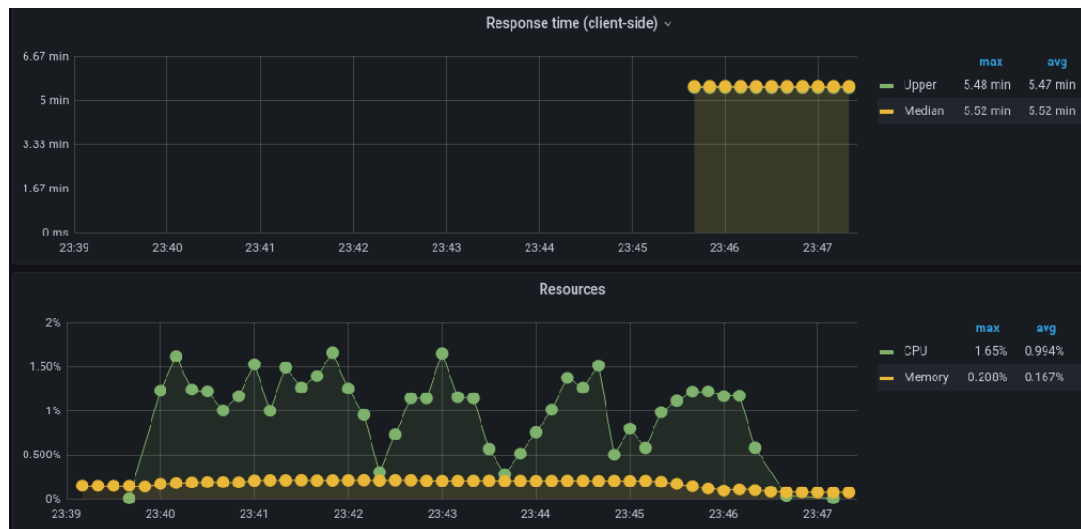 Response time (client-side)
6.67 min
5 min
3.33 min
1.67 min
0 ms
23:39 23:40 23:41 23:42 23:43 23:44 23:45 23:46 23:47
max avg
Upper 5.48 min 5.47 min
Median 5.52 min 5.52 min
Resources
2%
1.50%
1%
0.500%
0%
23:39 23:40 23:41 23:42 23:43 23:44 23:45 23:46 23:47
max avg
CPU 1.65% 0.994%
Memory 0.208% 0.167%